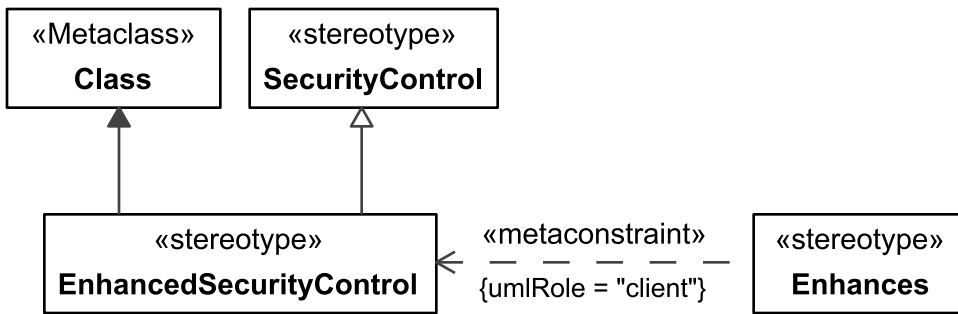 «Metaclass»
Class
«stereotype»
SecurityControl
«stereotype»
EnhancedSecurityControl
«metaconstraint»
{umlRole = "client"}
«stereotype»
Enhances